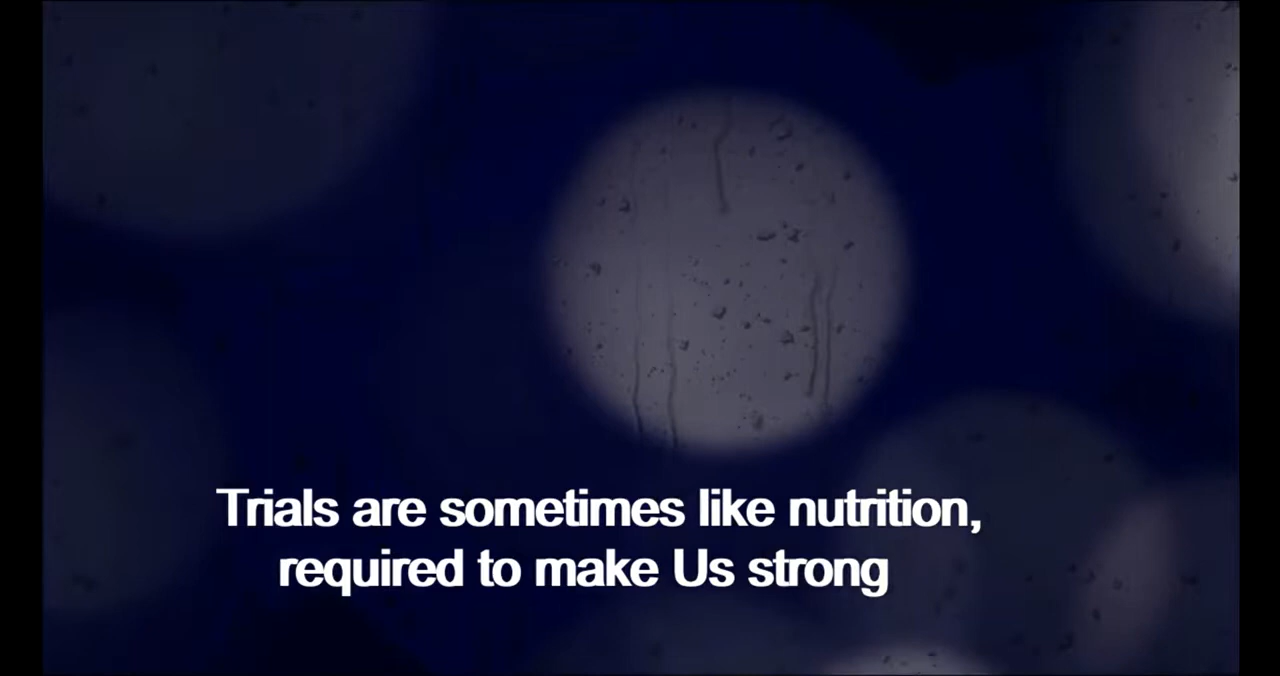 Trials are sometimes like nutrition,
required to make Us strong